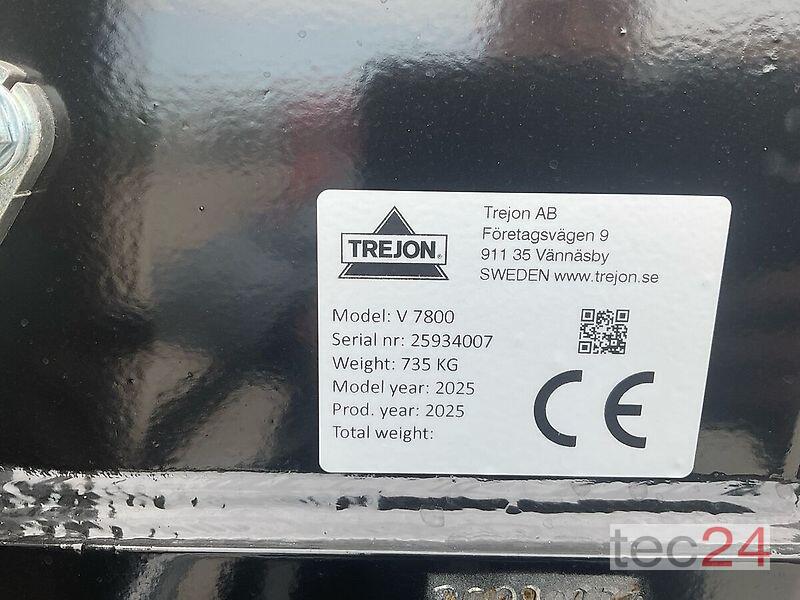 TREJON
Trejon AB
Företagsvägen 9
911 35 Vännäsby
SWEDEN www.trejon.se
Model: V 7800
Serial nr: 25934007
Weight: 735 KG
Model year: 2025
Prod. year: 2025
Total weight:
CE
tec24